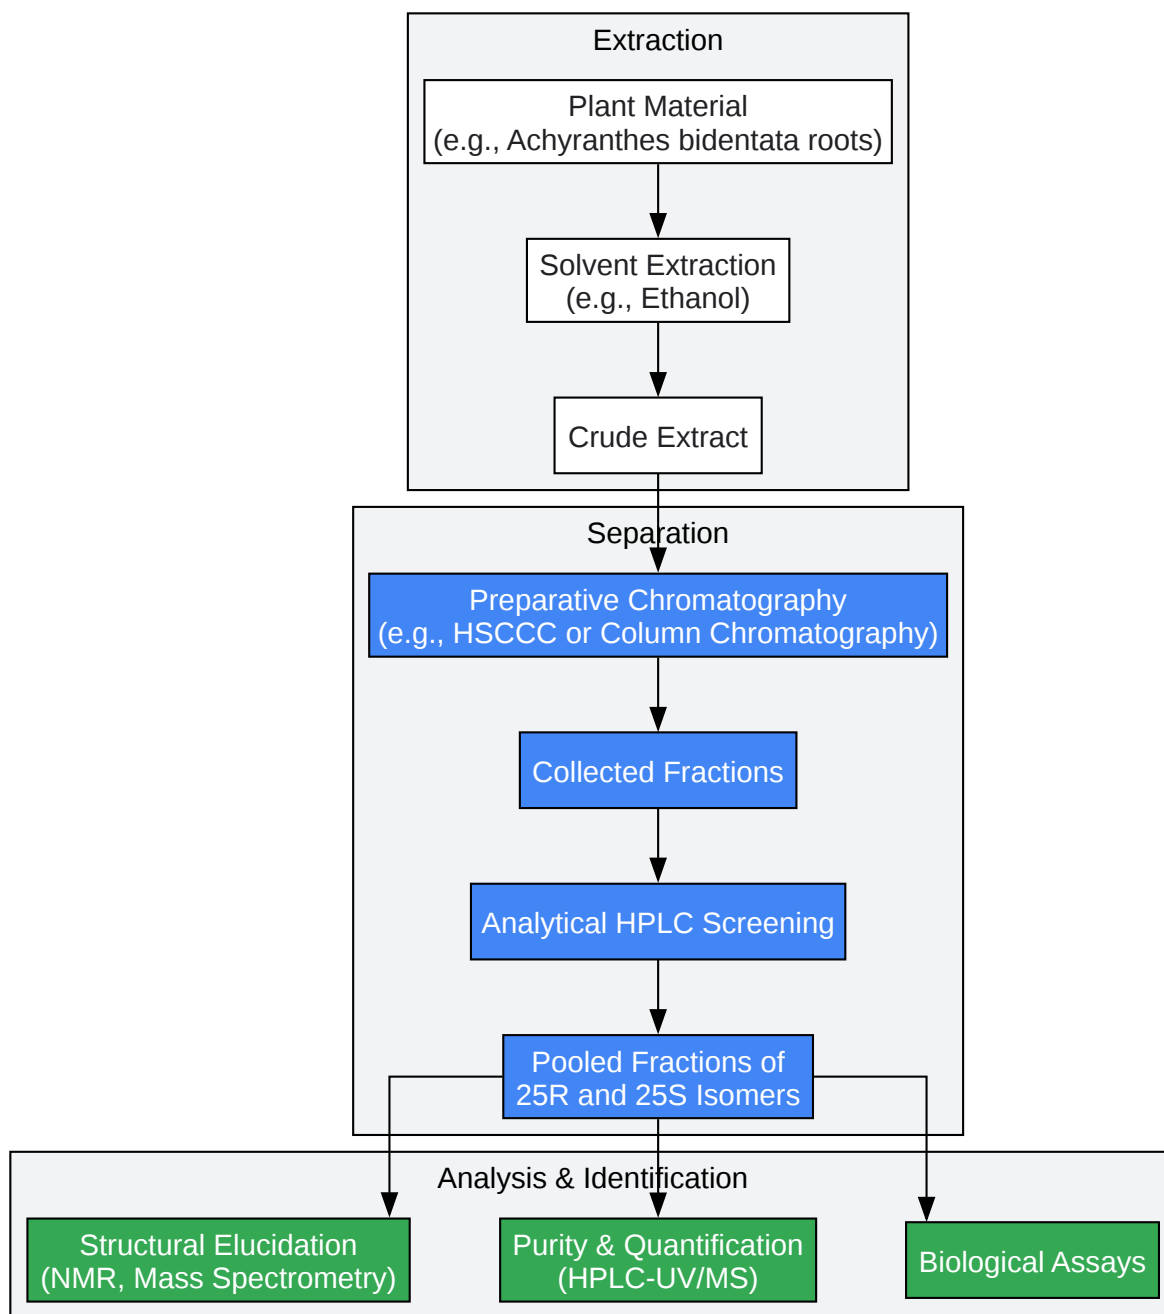 Extraction
Plant Material
(e.g., Achyranthes bidentata roots)
Solvent Extraction
(e.g., Ethanol)
Crude Extract
Separation
Preparative Chromatography
(e.g., HSCCC or Column Chromatography)
Collected Fractions
Analytical HPLC Screening
Pooled Fractions of
25R and 25S Isomers
Analysis & Identification
Structural Elucidation
(NMR, Mass Spectrometry)
Purity & Quantification
(HPLC-UV/MS)
Biological Assays